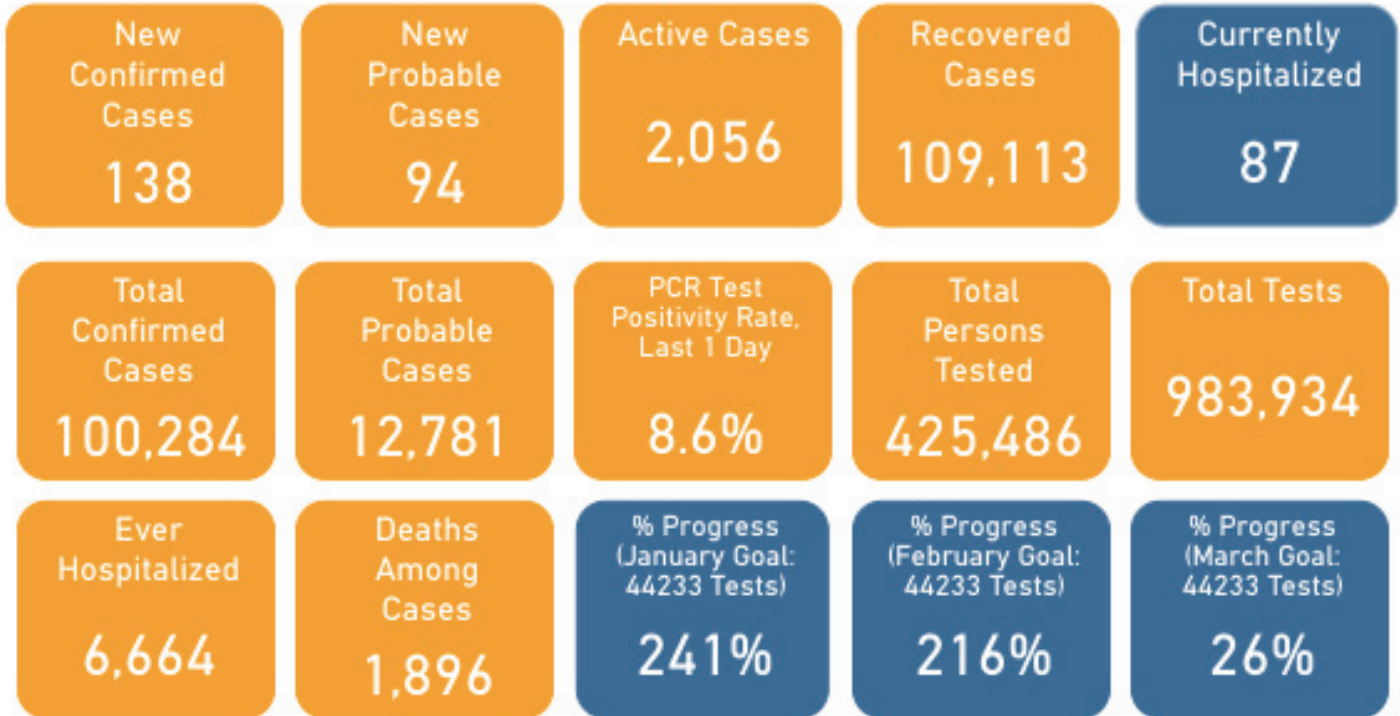 New
Confirmed
Cases
138
New
Probable
Cases
94
Active Cases
2,056
Recovered
Cases
109,113
Currently
Hospitalized
87
Total
Confirmed
Cases
100,284
Total
Probable
Cases
12,781
PCR Test
Positivity Rate,
Last 1 Day
8.6%
Total
Persons
Tested
425,486
Total Tests
983,934
Ever
Hospitalized
6,664
Deaths
Among
Cases
1,896
% Progress
(January Goal:
44233 Tests)
241%
% Progress
(February Goal:
44233 Tests)
216%
% Progress
(March Goal:
44233 Tests)
26%